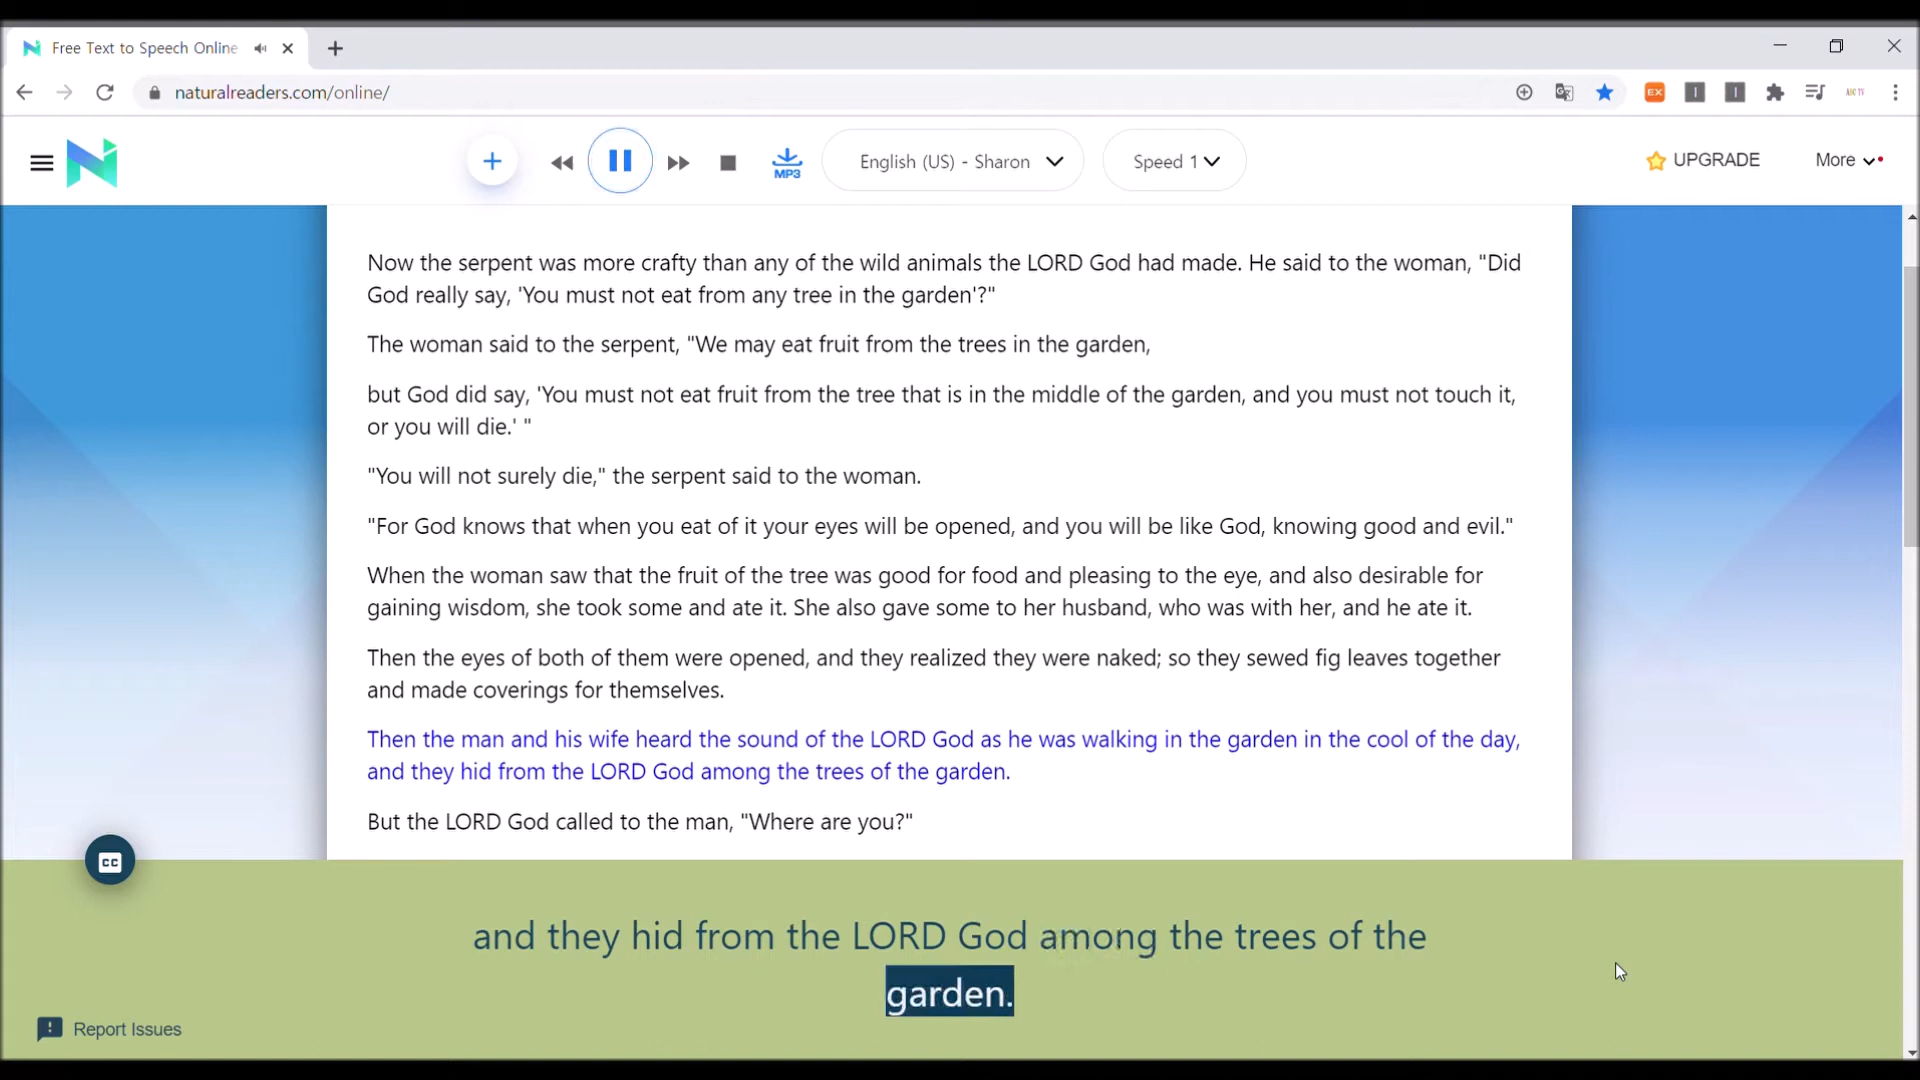 Free Text to Speech Online
naturalreaders.com/online/
EX
MP3
English (US) - Sharon
Speed 1
UPGRADE
More
Now the serpent was more crafty than any of the wild animals the LORD God had made. He said to the woman, "Did
God really say, 'You must not eat from any tree in the garden'?"
The woman said to the serpent, "We may eat fruit from the trees in the garden,
but God did say, 'You must not eat fruit from the tree that is in the middle of the garden, and you must not touch it,
or you will die.' "
"You will not surely die," the serpent said to the woman.
"For God knows that when you eat of it your eyes will be opened, and you will be like God, knowing good and evil."
When the woman saw that the fruit of the tree was good for food and pleasing to the eye, and also desirable for
gaining wisdom, she took some and ate it. She also gave some to her husband, who was with her, and he ate it.
Then the eyes of both of them were opened, and they realized they were naked; so they sewed fig leaves together
and made coverings for themselves.
Then the man and his wife heard the sound of the LORD God as he was walking in the garden in the cool of the day,
and they hid from the LORD God among the trees of the garden.
But the LORD God called to the man, "Where are you?"
CC
and they hid from the LORD God among the trees of the
garden.
Report Issues